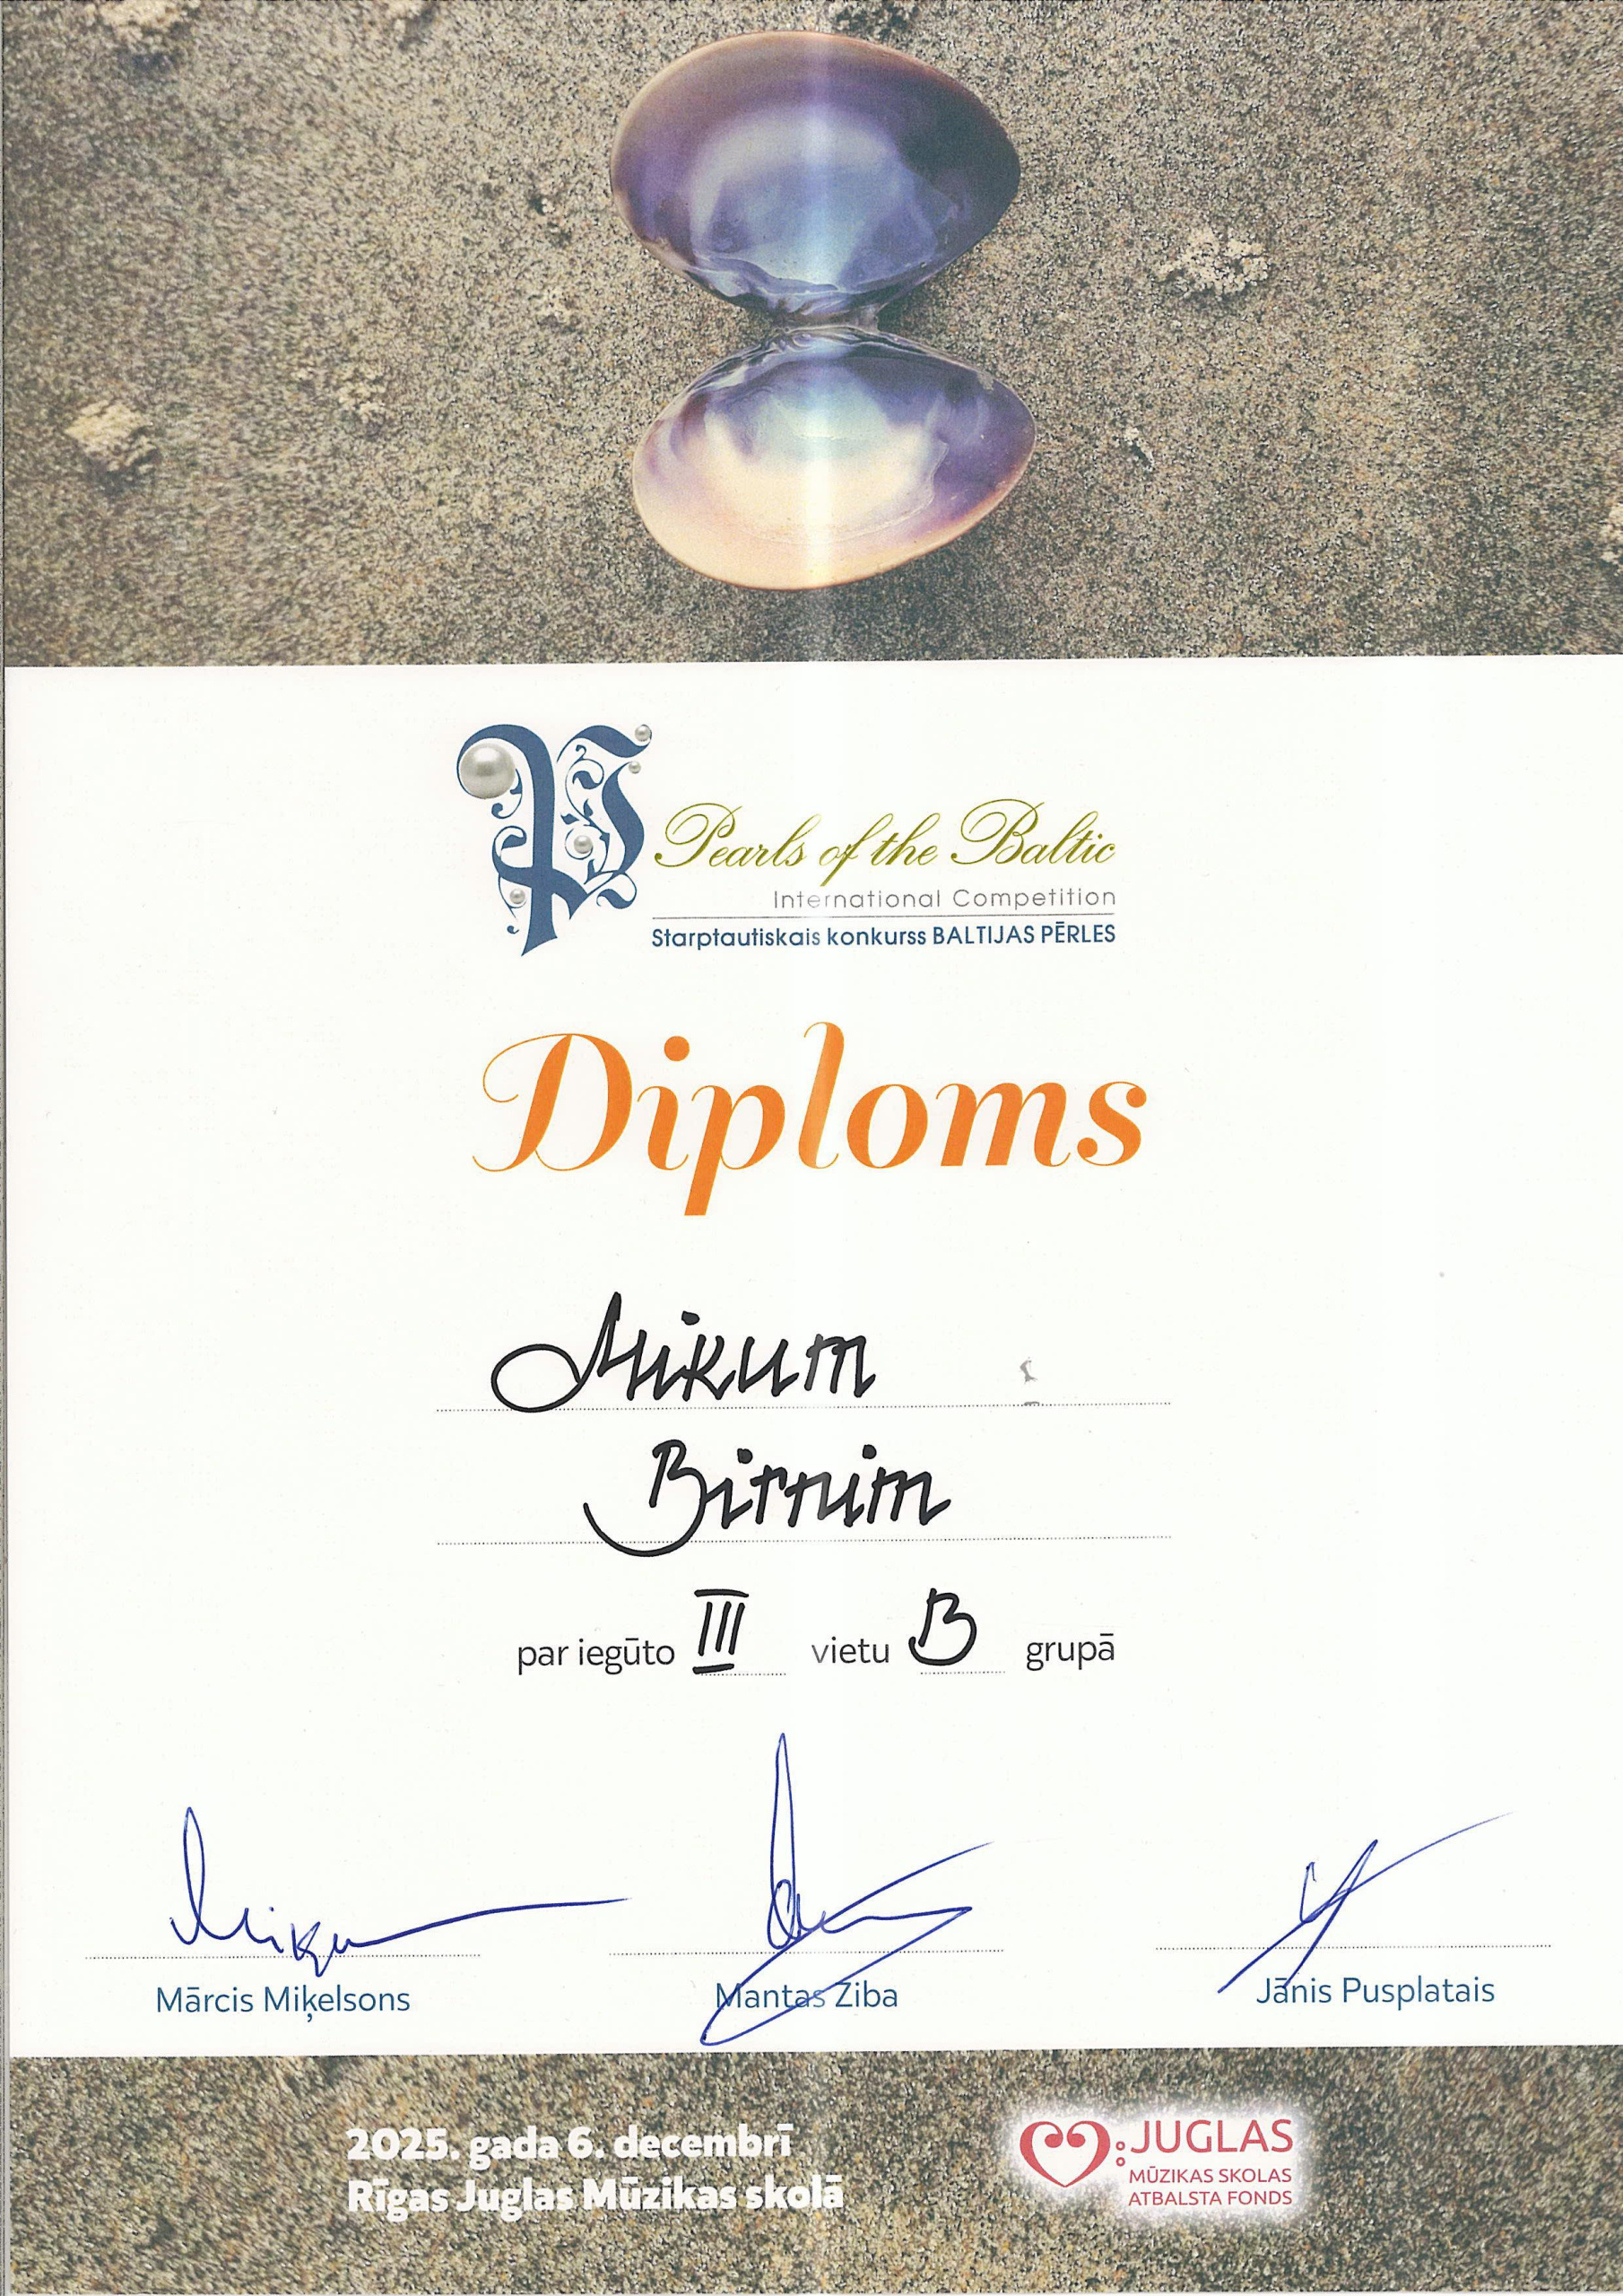 Pearls of the Baltic
International Competition
Starptautiskais konkurss BALTIJAS PĒRLES
Diploms
Mikum
Bitnim
par iegūto III vietu B grupā
Mārcis Miķelsons
Mantas Ziba
Jānis Pusplatais
2025. gada 6. decembrī
Rīgas Juglas Mūzikas skolā
JUGLAS
MŪZIKAS SKOLAS
ATBALSTA FONDS